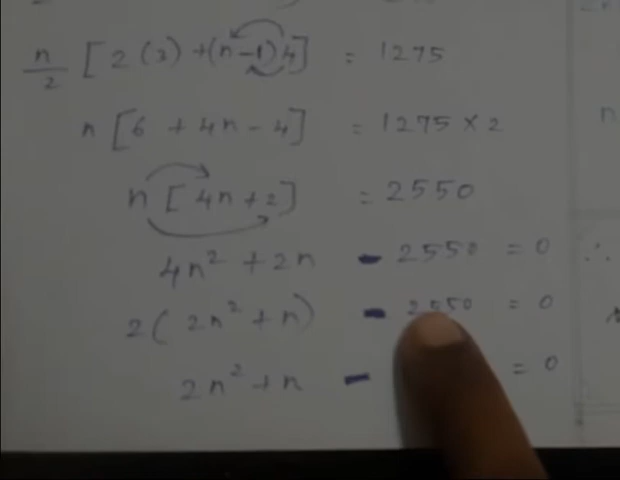 n/2 [2(3) + (n-1)4] = 1275
n [6 + 4n - 4] = 1275 × 2
n [4n + 2] = 2550
4n² + 2n - 2550 = 0
2(2n² + n) - 2550 = 0
2n² + n - = 0
n
∴